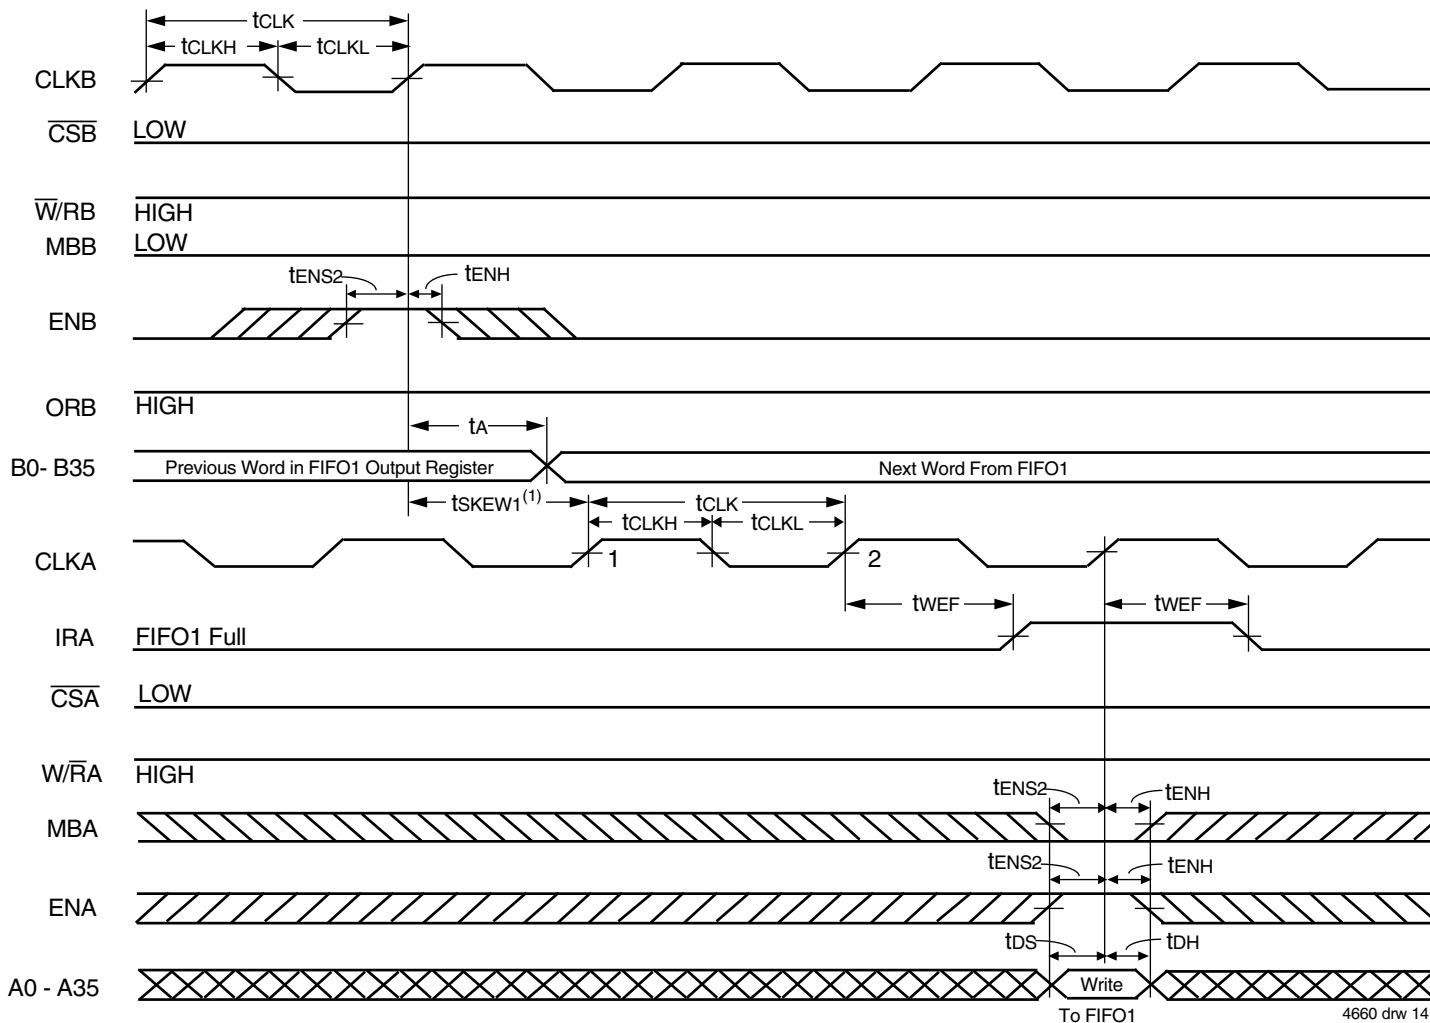 tCLK
tCLKH tCLKL
CLKB
CSB LOW
W/RB HIGH
MBB LOW
tENS2 tENH
ENB
ORB HIGH
tA
B0- B35 Previous Word in FIFO1 Output Register Next Word From FIFO1
tSKEW1(1) tCLK
tCLKH tCLKL
CLKA 1 2
tWEF tWEF
IRA FIFO1 Full
CSA LOW
W/RA HIGH
tENS2 tENH
MBA
tENS2 tENH
ENA
tDS tDH
A0 - A35 Write
To FIFO1 4660 drw 14